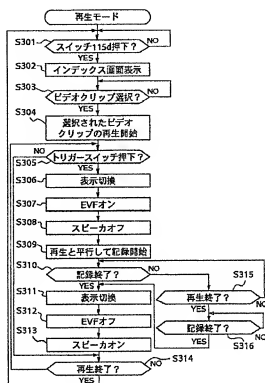 再生モード
S301
スイッチ115d押下？
NO
YES
S302
インデックス画面表示
S303
ビデオクリップ選択？
NO
YES
S304
選択されたビデオ
クリップの再生開始
NO
トリガースイッチ押下？
S305
YES
S306
表示切換
S307
EVFオン
S308
スピーカオフ
S309
再生と平行して記録開始
S310
記録終了？
NO
S315
YES
再生終了？
NO
S311
表示切換
YES
S312
EVFオフ
記録終了？
NO
S316
YES
S313
スピーカオン
再生終了？
NO
S314
YES